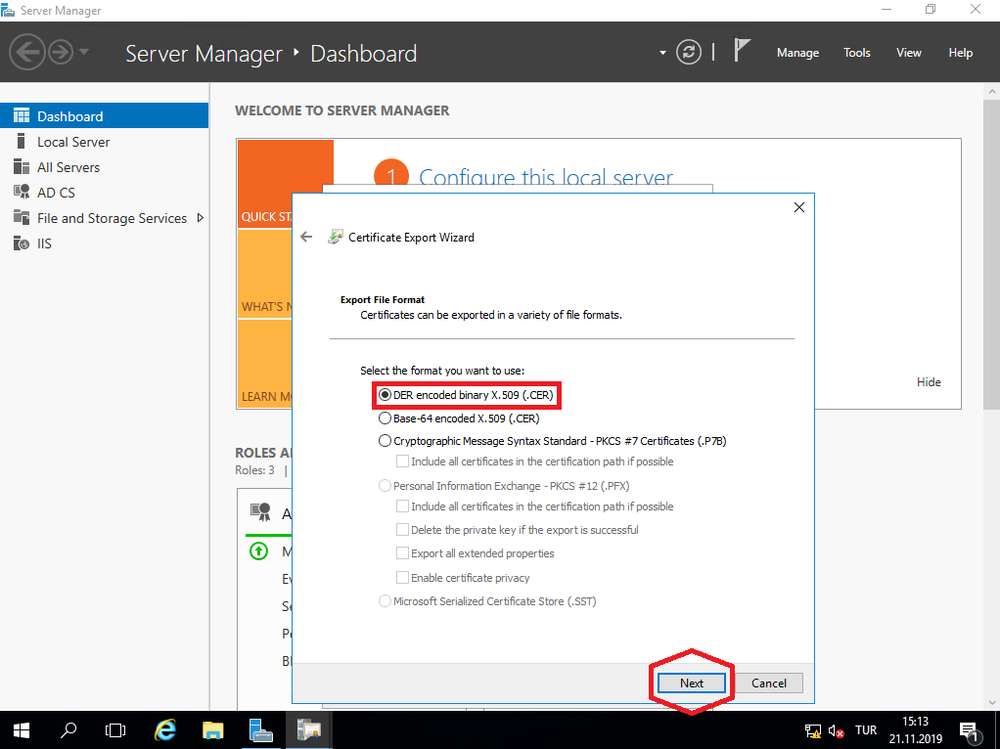 Server Manager
Server Manager • Dashboard
Manage
Tools
View
Help
Dashboard
Local Server
All Servers
AD CS
File and Storage Services
IIS
WELCOME TO SERVER MANAGER
1
Configure this local server
QUICK
WHAT'S
LEARN
Hide
ROLES
Roles: 3 |
Certificate Export Wizard
Export File Format
Certificates can be exported in a variety of file formats.
Select the format you want to use:
DER encoded binary X.509 (.CER)
Base-64 encoded X.509 (.CER)
Cryptographic Message Syntax Standard - PKCS #7 Certificates (.P7B)
Include all certificates in the certification path if possible
Personal Information Exchange - PKCS #12 (.PFX)
Include all certificates in the certification path if possible
Delete the private key if the export is successful
Export all extended properties
Enable certificate privacy
Microsoft Serialized Certificate Store (.SST)
Next
Cancel
TUR
15:13
21.11.2019
1